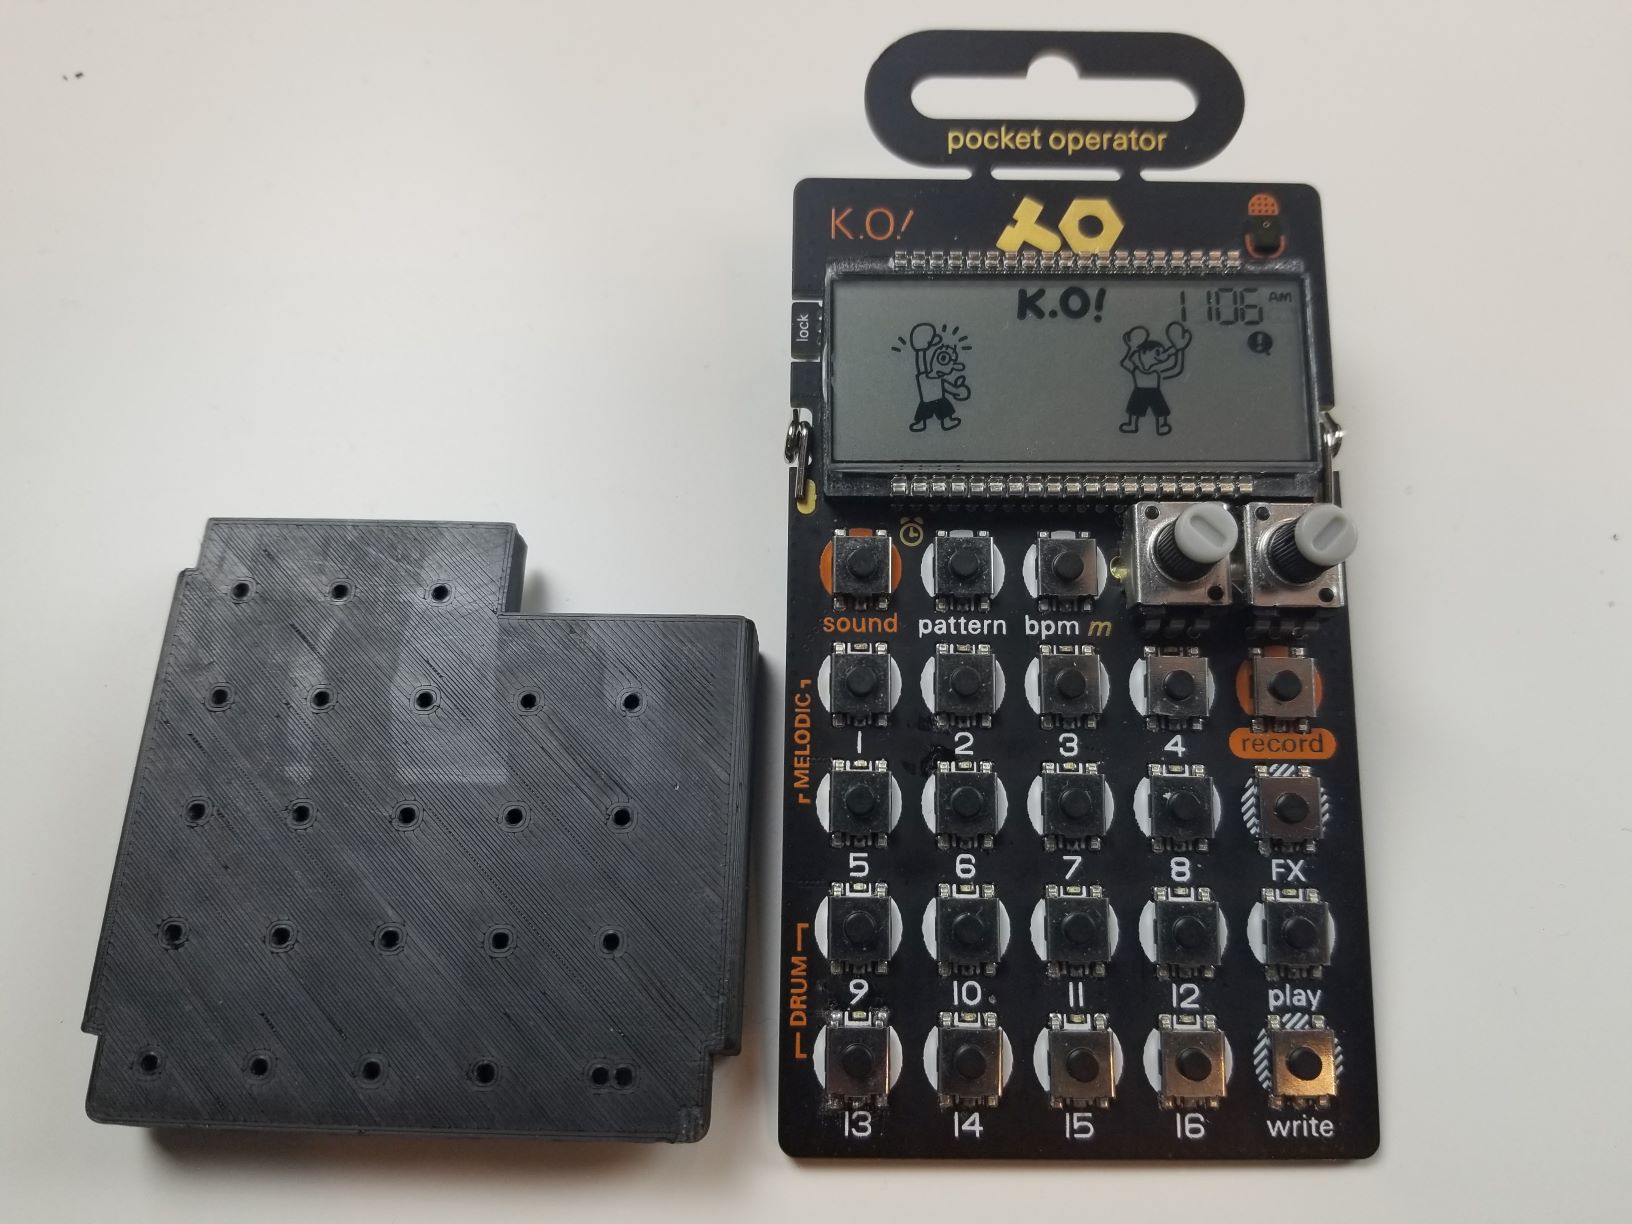 pocket operator
K.O!
K.O! 1106 AM
lock
sound pattern bpm m
MELODIC
1 2 3 4 record
5 6 7 8 FX
DRUM
9 10 11 12 play
13 14 15 16 write